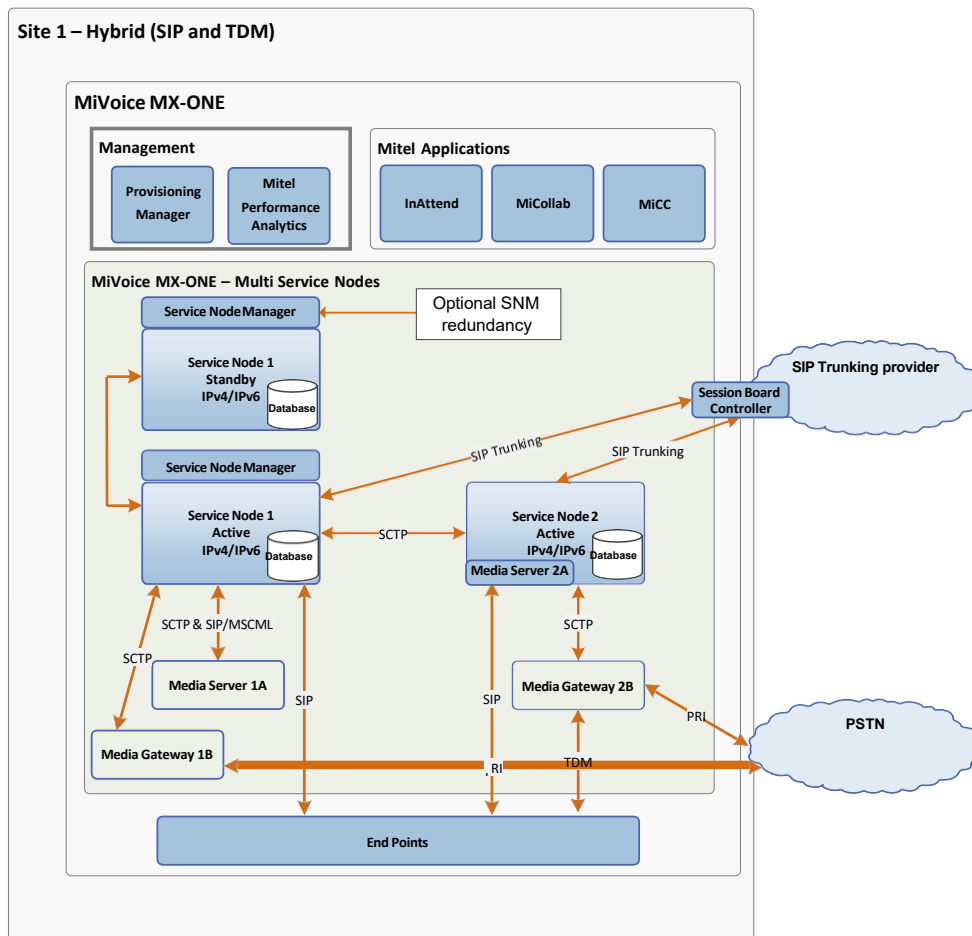 Site 1 – Hybrid (SIP and TDM)
MiVoice MX-ONE
Management
Provisioning
Manager
Mitel
Performance
Analytics
Mitel Applications
InAttend
MiCollab
MiCC
MiVoice MX-ONE – Multi Service Nodes
Service Node Manager
Optional SNM
redundancy
Service Node 1
Standby
IPv4/IPv6
Database
SIP Trunking provider
Session Board
Controller
SIP Trunking
SIP Trunking
Service Node Manager
Service Node 1
Active
IPv4/IPv6
Database
SCTP
Service Node 2
Active
IPv4/IPv6
Database
Media Server 2A
SCTP & SIP/MSCML
SCTP
SCTP
Media Server 1A
SIP
SIP
Media Gateway 2B
PRI
PSTN
Media Gateway 1B
PRI
TDM
End Points